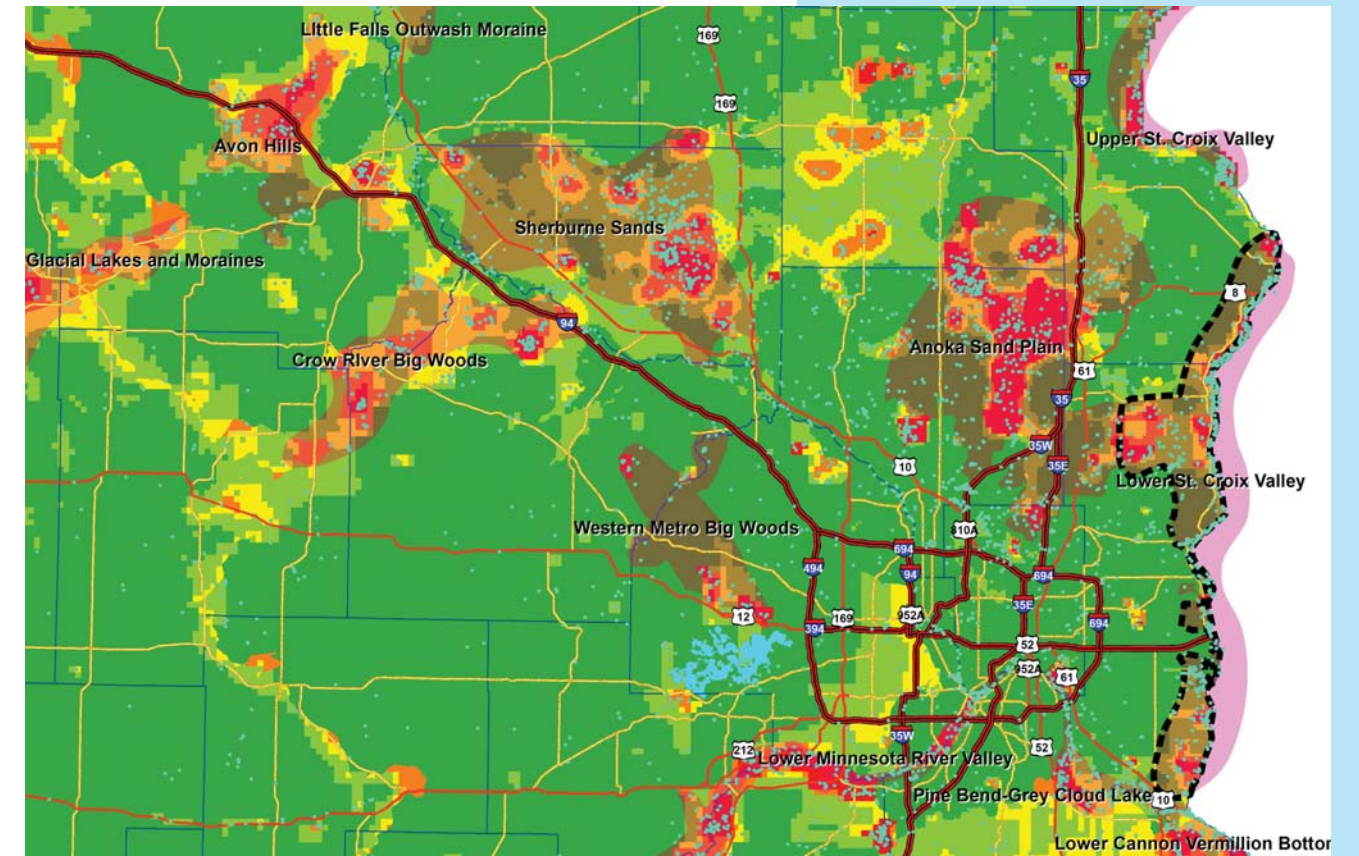 LIttle Falls Outwash Moraine
169
35
169
Upper St. Croix Valley
Avon Hills
Sherburne Sands
Glacial Lakes and Moraines
8
94
Anoka Sand Plain
Crow RIver Big Woods
61
35
35W
10
35E
Lower St. Croix Valley
Western Metro Big Woods
810A
694
494
94
694
35E
12
169
952A
394
694
52
952A
61
35W
212
52
Lower Minnesota River Valley
Pine Bend-Grey Cloud Lake
10
Lower Cannon Vermillion Bottor